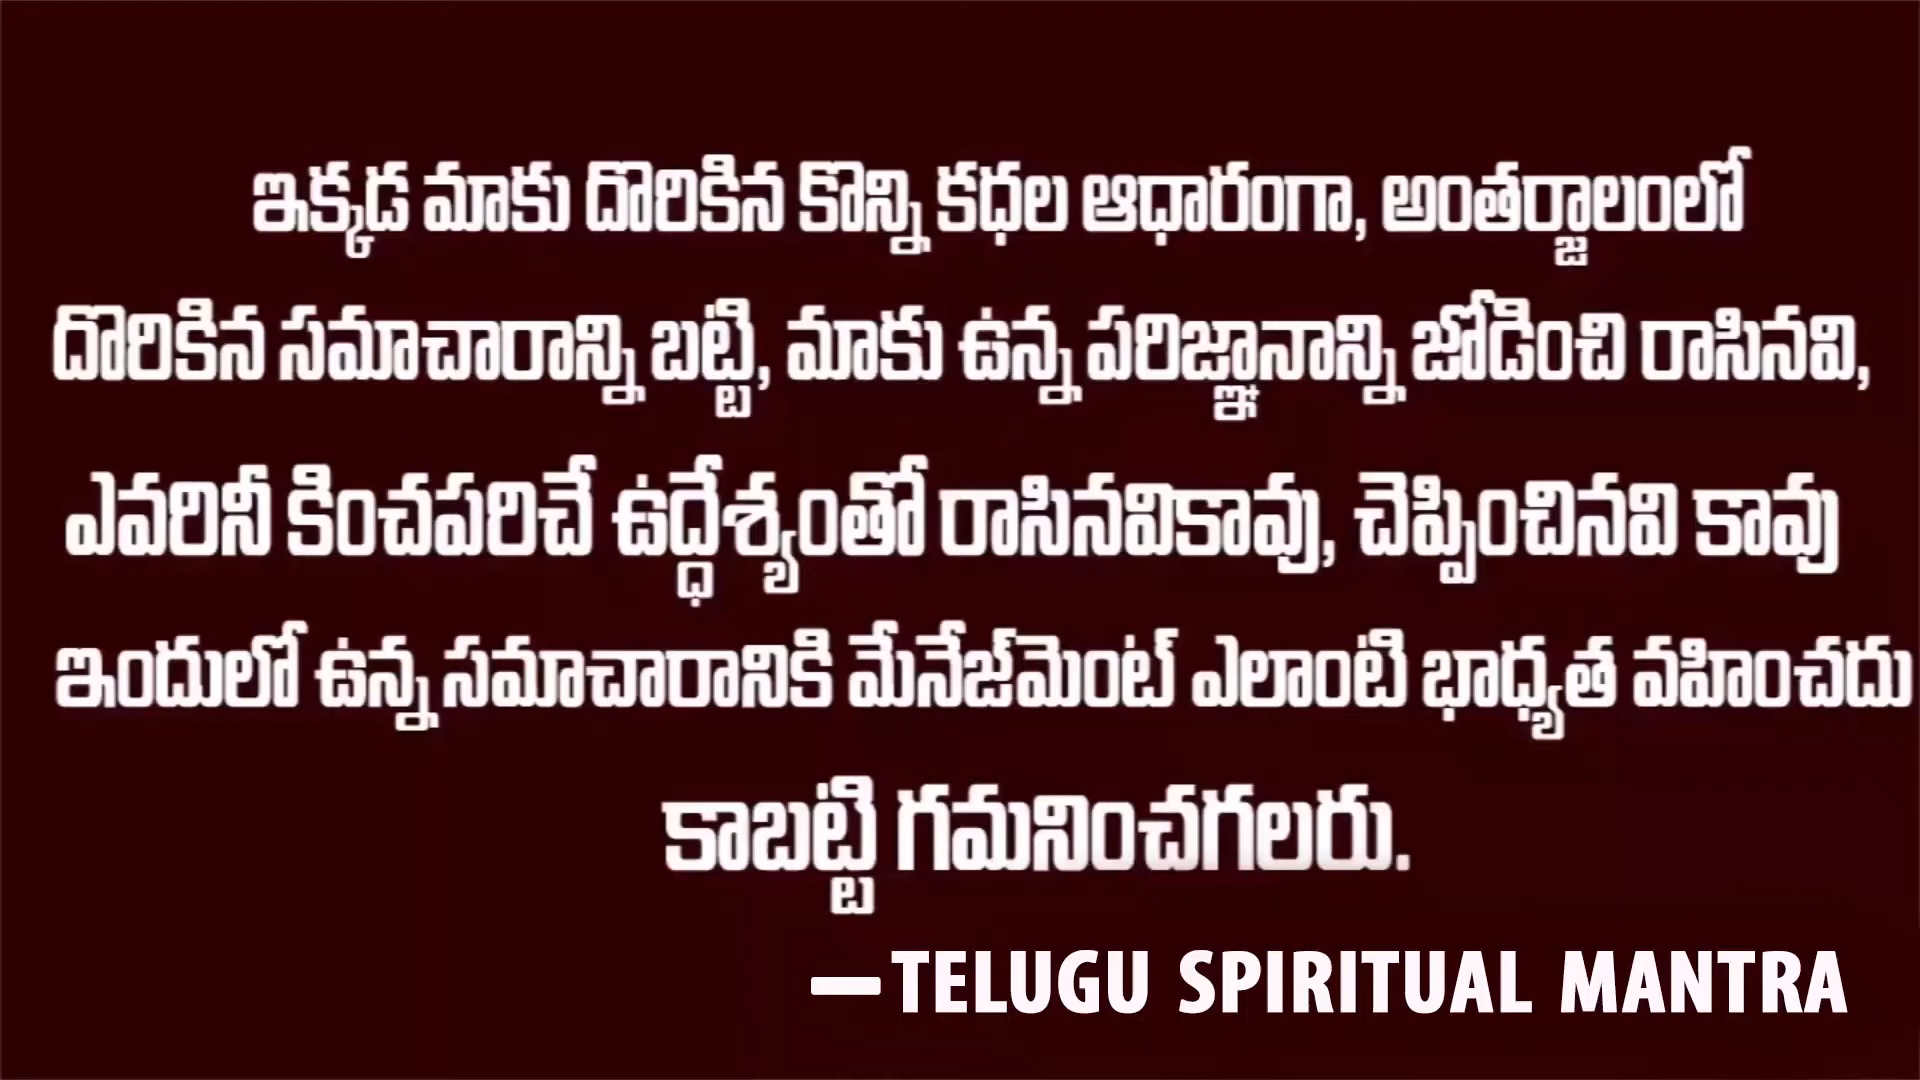 ఇక్కడ మాకు దొరికిన కొన్ని కధల ఆధారంగా, అంతర్జాలంలో
దొరికిన సమాచారాన్ని బట్టి, మాకు ఉన్న పరిజ్ఞానాన్ని జోడించి రాసినవి,
ఎవరినీ కించపరిచే ఉద్ధేశ్యంతో రాసినవికావు, చెప్పించినవి కావు
ఇందులో ఉన్న సమాచారానికి మేనేజ్‌మెంట్ ఎలాంటి భాధ్యత వహించదు
కాబట్టి గమనించగలరు.
—TELUGU SPIRITUAL MANTRA